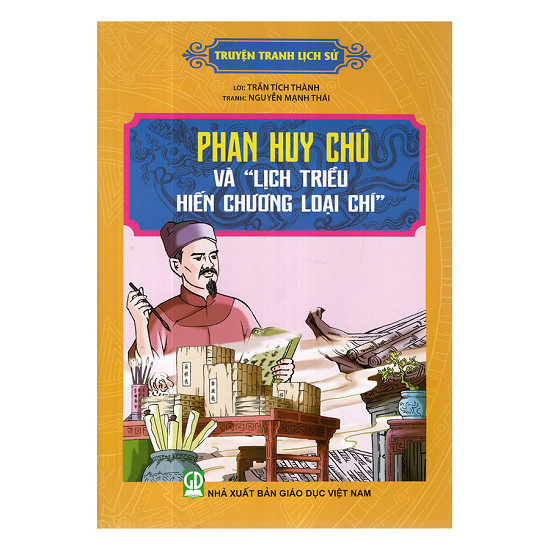 TRUYỆN TRANH LỊCH SỬ
LỜI: TRẦN TÍCH THÀNH
TRANH: NGUYỄN MẠNH THÁI
PHAN HUY CHÚ
VÀ “LỊCH TRIỀU
HIẾN CHƯƠNG LOẠI CHÍ”
GD
NHÀ XUẤT BẢN GIÁO DỤC VIỆT NAM